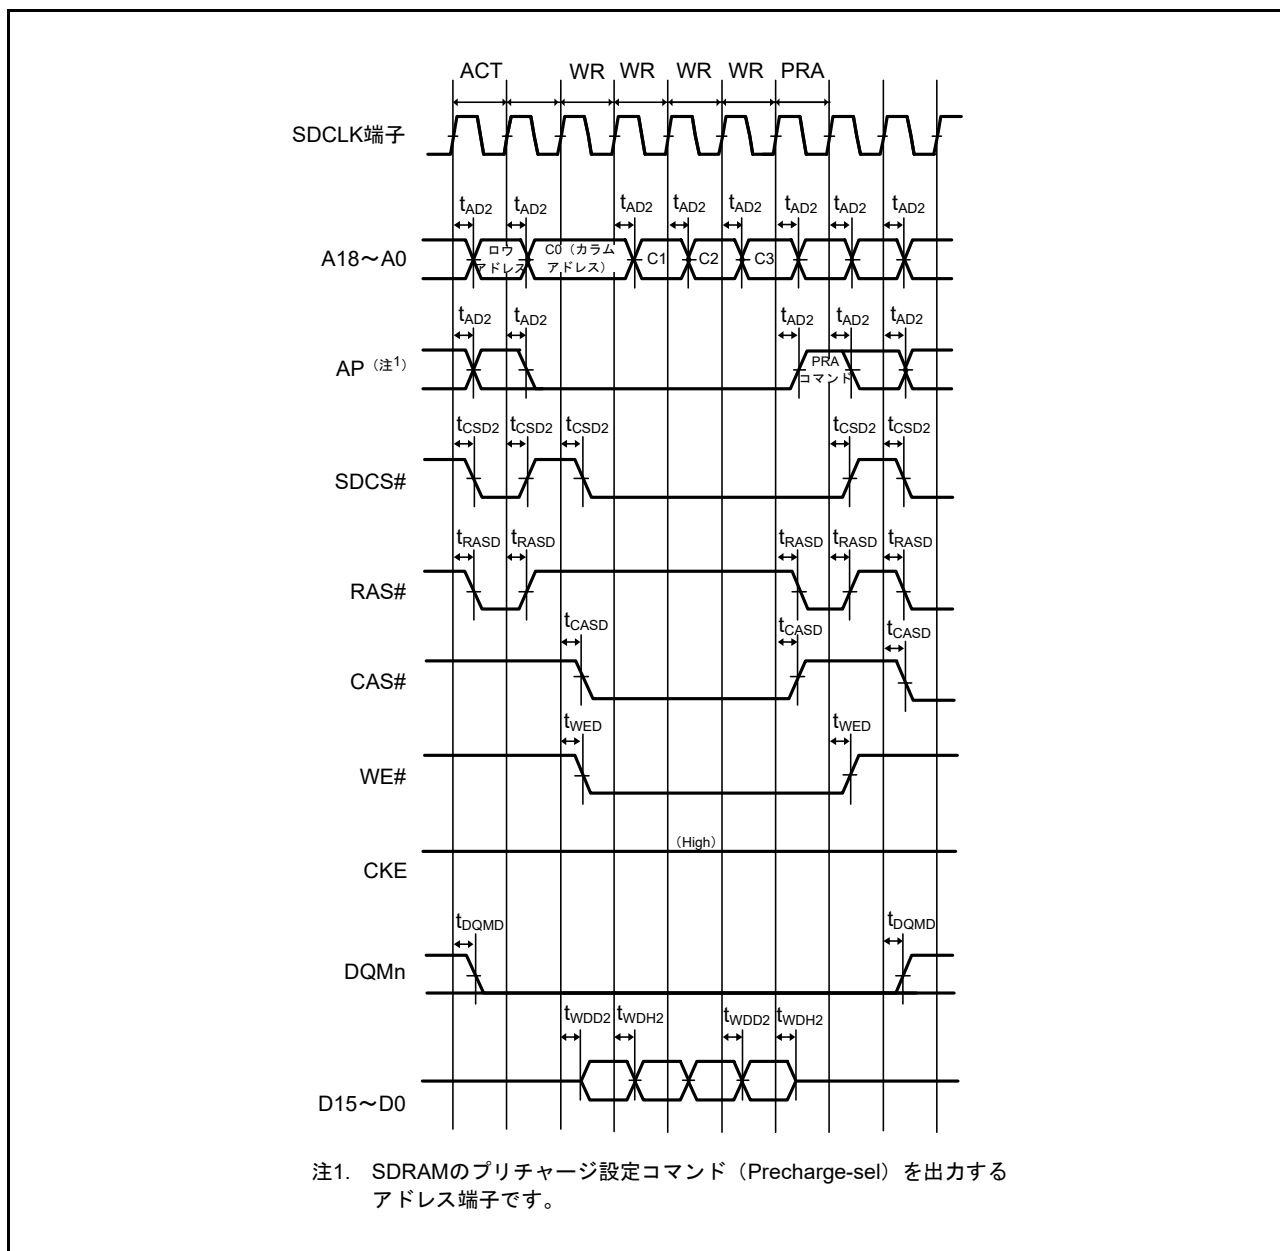 ACT WR WR WR WR PRA
SDCLK端子
tAD2 tAD2 tAD2 tAD2 tAD2 tAD2 tAD2 tAD2
A18～A0
ロウ
アドレス
C0（カラム
アドレス）
C1 C2 C3
tAD2 tAD2 tAD2 tAD2 tAD2
AP（注1）
PRA
コマンド
tCSD2 tCSD2 tCSD2 tCSD2 tCSD2
SDCS#
tRASD tRASD tRASD tRASD tRASD
RAS#
tCASD tCASD tCASD
CAS#
tWED tWED
WE#
（High）
CKE
tDQMD tDQMD
DQMn
tWDD2 tWDH2 tWDD2 tWDH2
D15～D0
注1. SDRAMのプリチャージ設定コマンド（Precharge-sel）を出力する
アドレス端子です。